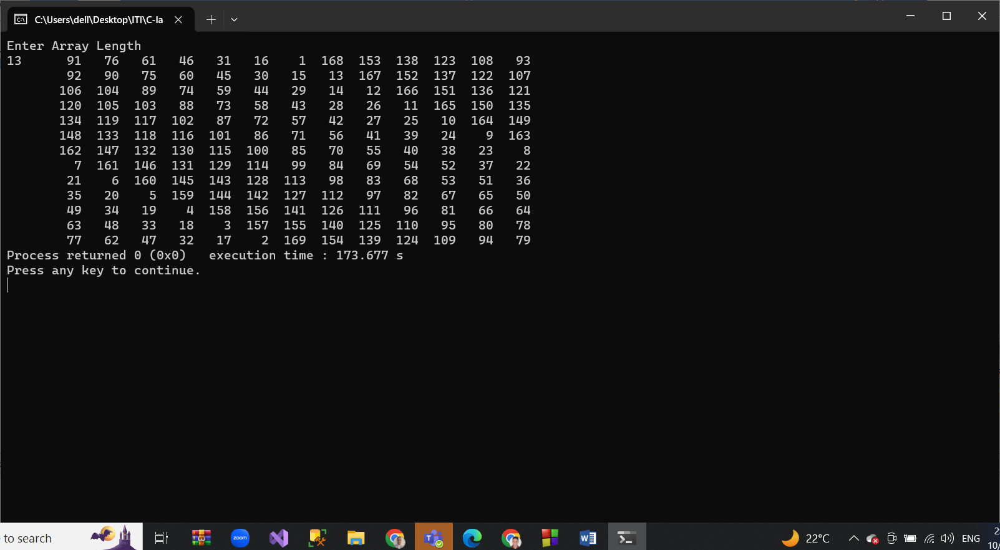 C:\Users\dell\Desktop\ITI\C-la
Enter Array Length
13 91 76 61 46 31 16 1 168 153 138 123 108 93
92 90 75 60 45 30 15 13 167 152 137 122 107
106 104 89 74 59 44 29 14 12 166 151 136 121
120 105 103 88 73 58 43 28 26 11 165 150 135
134 119 117 102 87 72 57 42 27 25 10 164 149
148 133 118 116 101 86 71 56 41 39 24 9 163
162 147 132 130 115 100 85 70 55 40 38 23 8
7 161 146 131 129 114 99 84 69 54 52 37 22
21 6 160 145 143 128 113 98 83 68 53 51 36
35 20 5 159 144 142 127 112 97 82 67 65 50
49 34 19 4 158 156 141 126 111 96 81 66 64
63 48 33 18 3 157 155 140 125 110 95 80 78
77 62 47 32 17 2 169 154 139 124 109 94 79
Process returned 0 (0x0) execution time : 173.677 s
Press any key to continue.
to search
zoom
22°C
ENG
10/